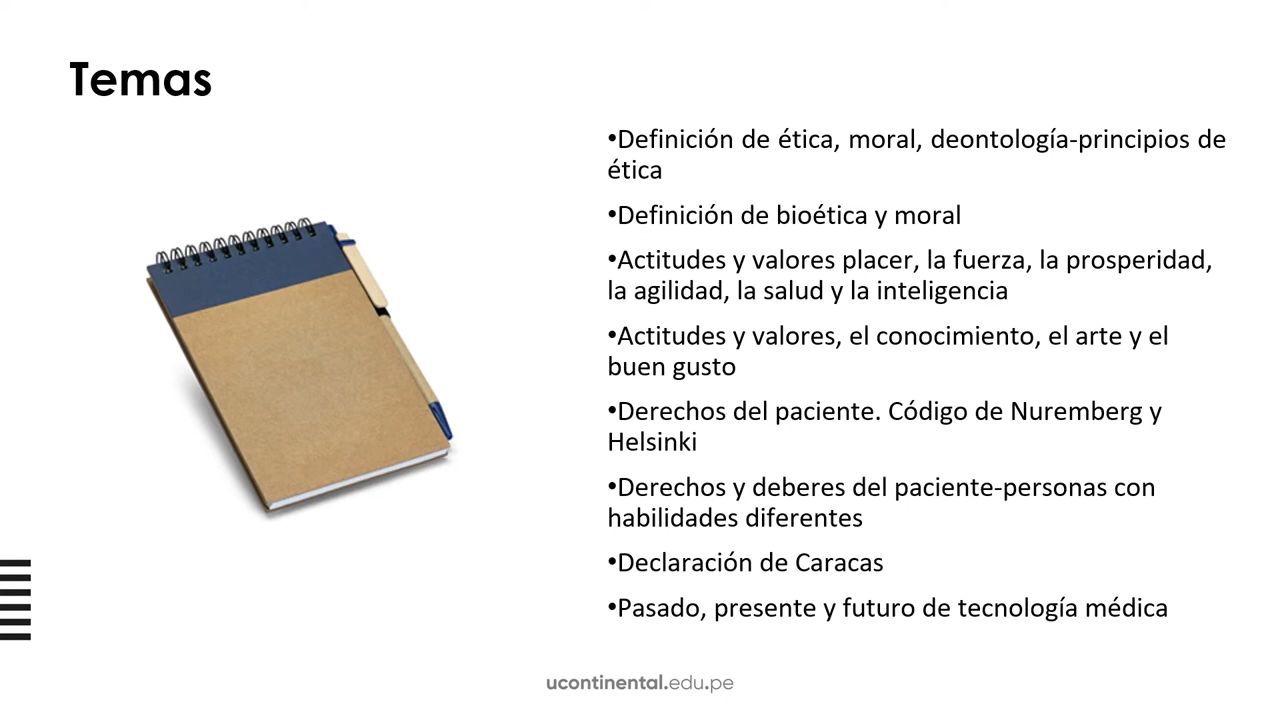 Temas
•Definición de ética, moral, deontología-principios de
ética
•Definición de bioética y moral
•Actitudes y valores placer, la fuerza, la prosperidad,
la agilidad, la salud y la inteligencia
•Actitudes y valores, el conocimiento, el arte y el
buen gusto
•Derechos del paciente. Código de Nuremberg y
Helsinki
•Derechos y deberes del paciente-personas con
habilidades diferentes
•Declaración de Caracas
•Pasado, presente y futuro de tecnología médica
ucontinental.edu.pe